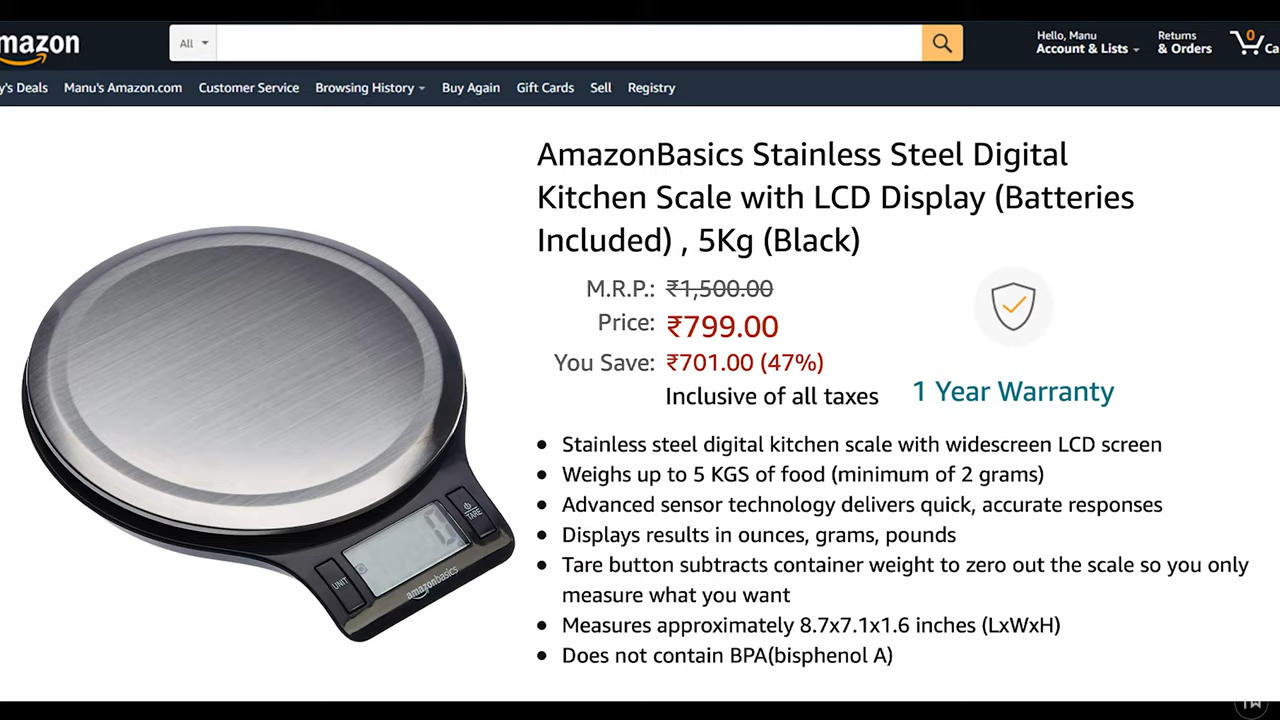 mazon
All
Hello, Manu
Account & Lists
Returns
& Orders
0
Ca
y's Deals
Manu's Amazon.com
Customer Service
Browsing History
Buy Again
Gift Cards
Sell
Registry
AmazonBasics Stainless Steel Digital
Kitchen Scale with LCD Display (Batteries
Included) , 5Kg (Black)
M.R.P.: ₹1,500.00
Price: ₹799.00
You Save: ₹701.00 (47%)
Inclusive of all taxes
1 Year Warranty
Stainless steel digital kitchen scale with widescreen LCD screen
Weighs up to 5 KGS of food (minimum of 2 grams)
Advanced sensor technology delivers quick, accurate responses
Displays results in ounces, grams, pounds
Tare button subtracts container weight to zero out the scale so you only
measure what you want
Measures approximately 8.7x7.1x1.6 inches (LxWxH)
Does not contain BPA(bisphenol A)
TARE
0
UNIT
amazonbasics